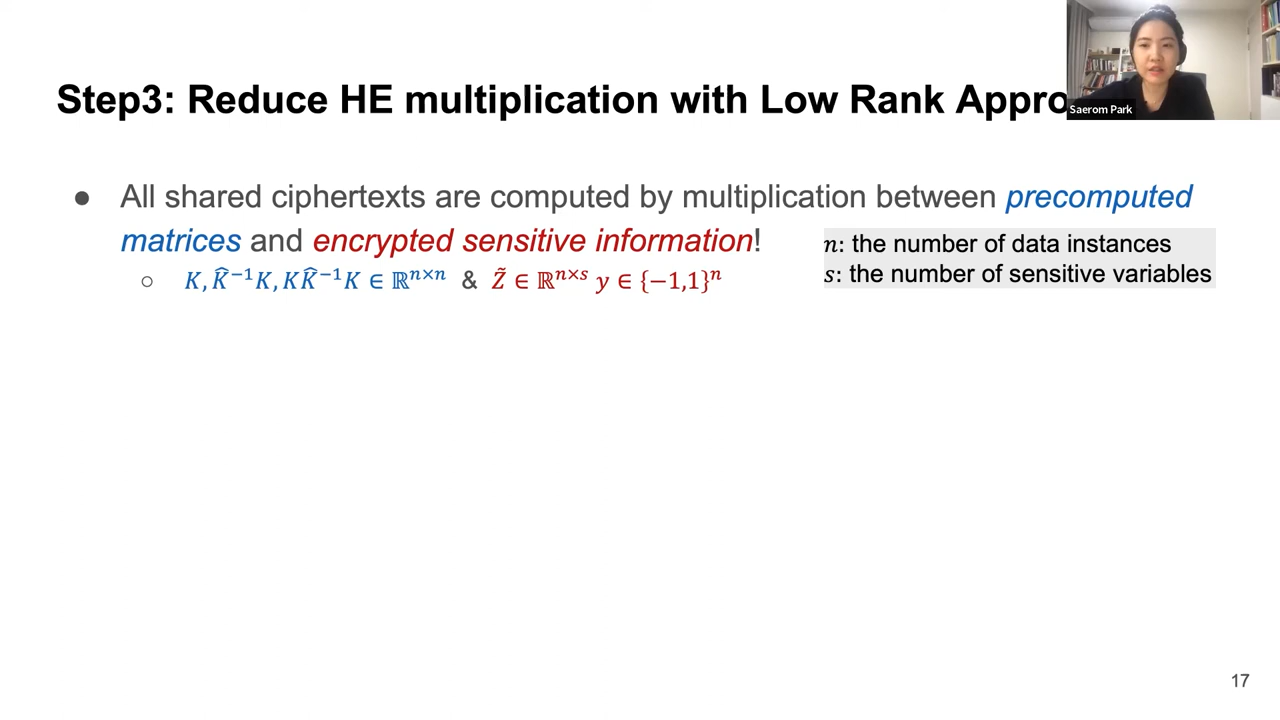 Step3: Reduce HE multiplication with Low Rank Appro
Saerom Park
● All shared ciphertexts are computed by multiplication between precomputed
matrices and encrypted sensitive information!
○ 𝐾, 𝐾̂⁻¹𝐾, 𝐾𝐾̂⁻¹𝐾 ∈ ℝⁿˣⁿ & 𝑍̃ ∈ ℝⁿˣˢ 𝑦 ∈ {−1,1}ⁿ
𝑛: the number of data instances
𝑠: the number of sensitive variables
17